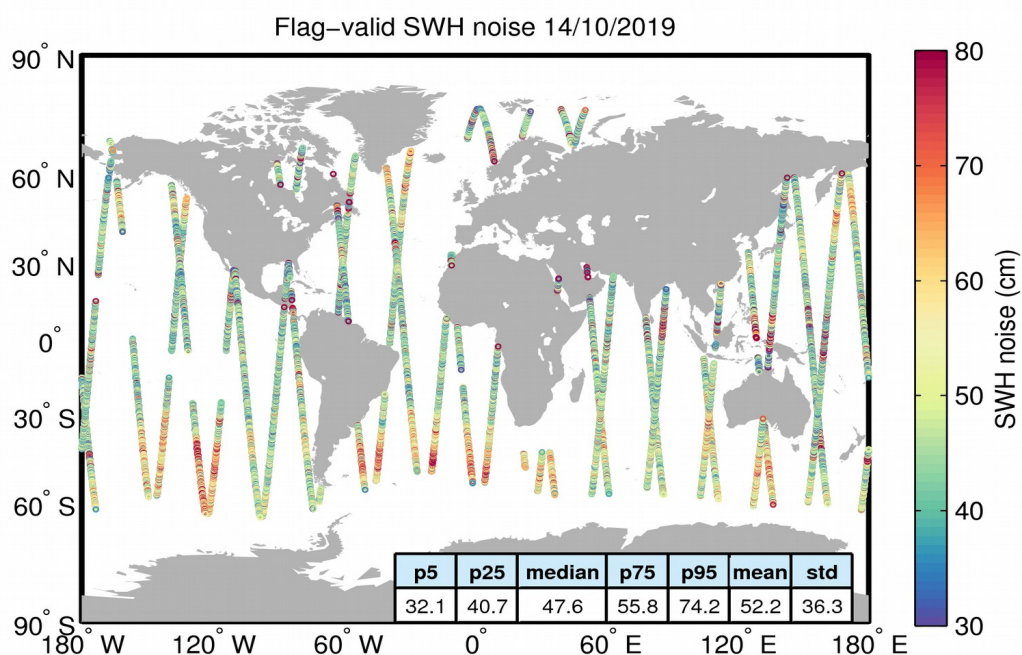 Flag−valid SWH noise 14/10/2019
90° N
60° N
30° N
0°
30° S
60° S
90° S
180° W
120° W
60° W
0°
60° E
120° E
180° E
80
70
60
50
40
30
SWH noise (cm)
p5 p25 median p75 p95 mean std
32.1 40.7 47.6 55.8 74.2 52.2 36.3